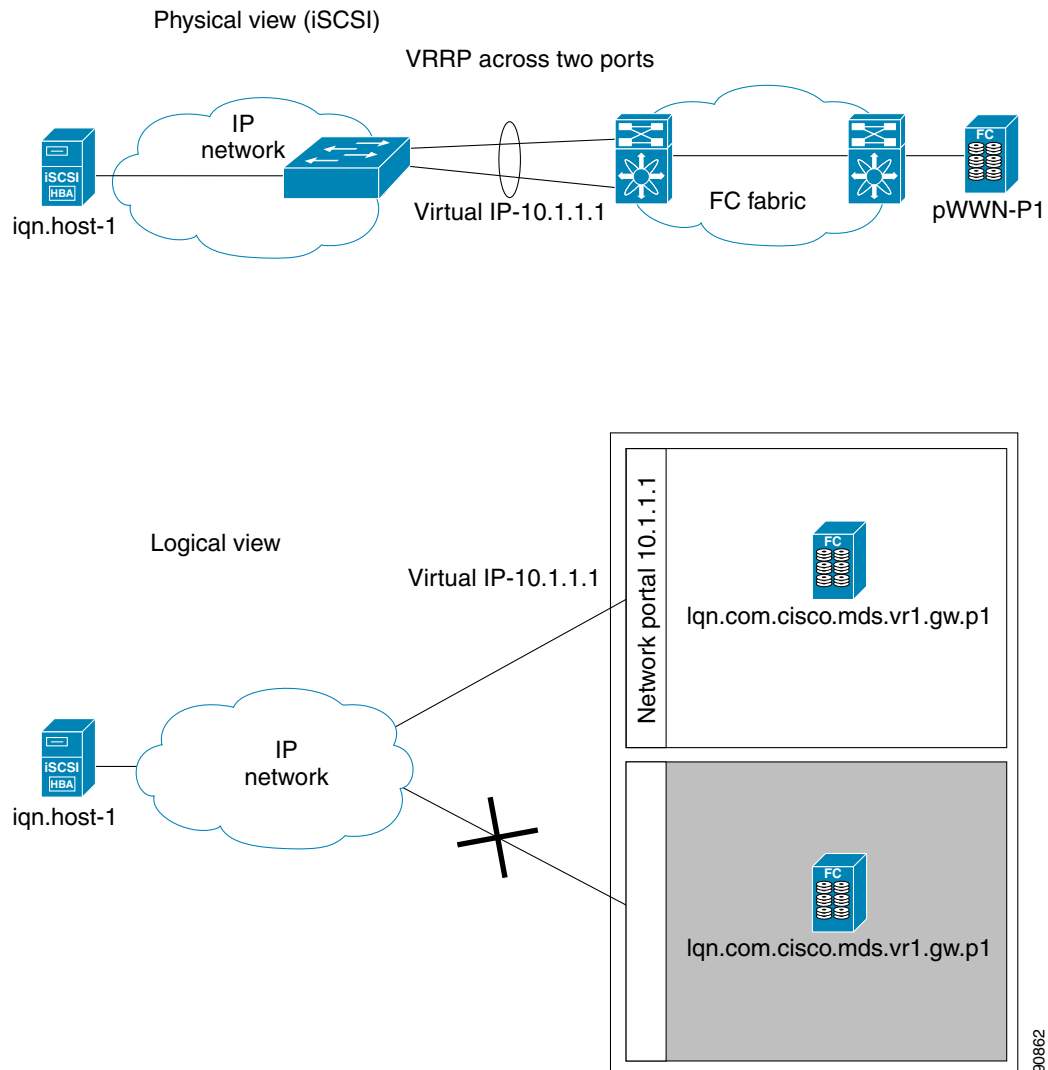 Physical view (iSCSI)
VRRP across two ports
IP
network
iSCSI
HBA
iqn.host-1
Virtual IP-10.1.1.1
FC fabric
FC
pWWN-P1
Logical view
Virtual IP-10.1.1.1
Network portal 10.1.1.1
FC
lqn.com.cisco.mds.vr1.gw.p1
iSCSI
HBA
iqn.host-1
IP
network
FC
lqn.com.cisco.mds.vr1.gw.p1
90862